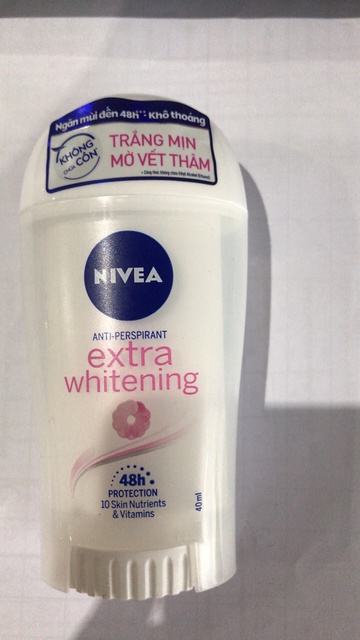 Ngăn mùi đến 48h** Khô thoáng
KHÔNG
CHỨA CỒN*
TRẮNG MỊN
MỜ VẾT THÂM
NIVEA
ANTI-PERSPIRANT
extra
whitening
48h
PROTECTION
10 Skin Nutrients
& Vitamins
40ml